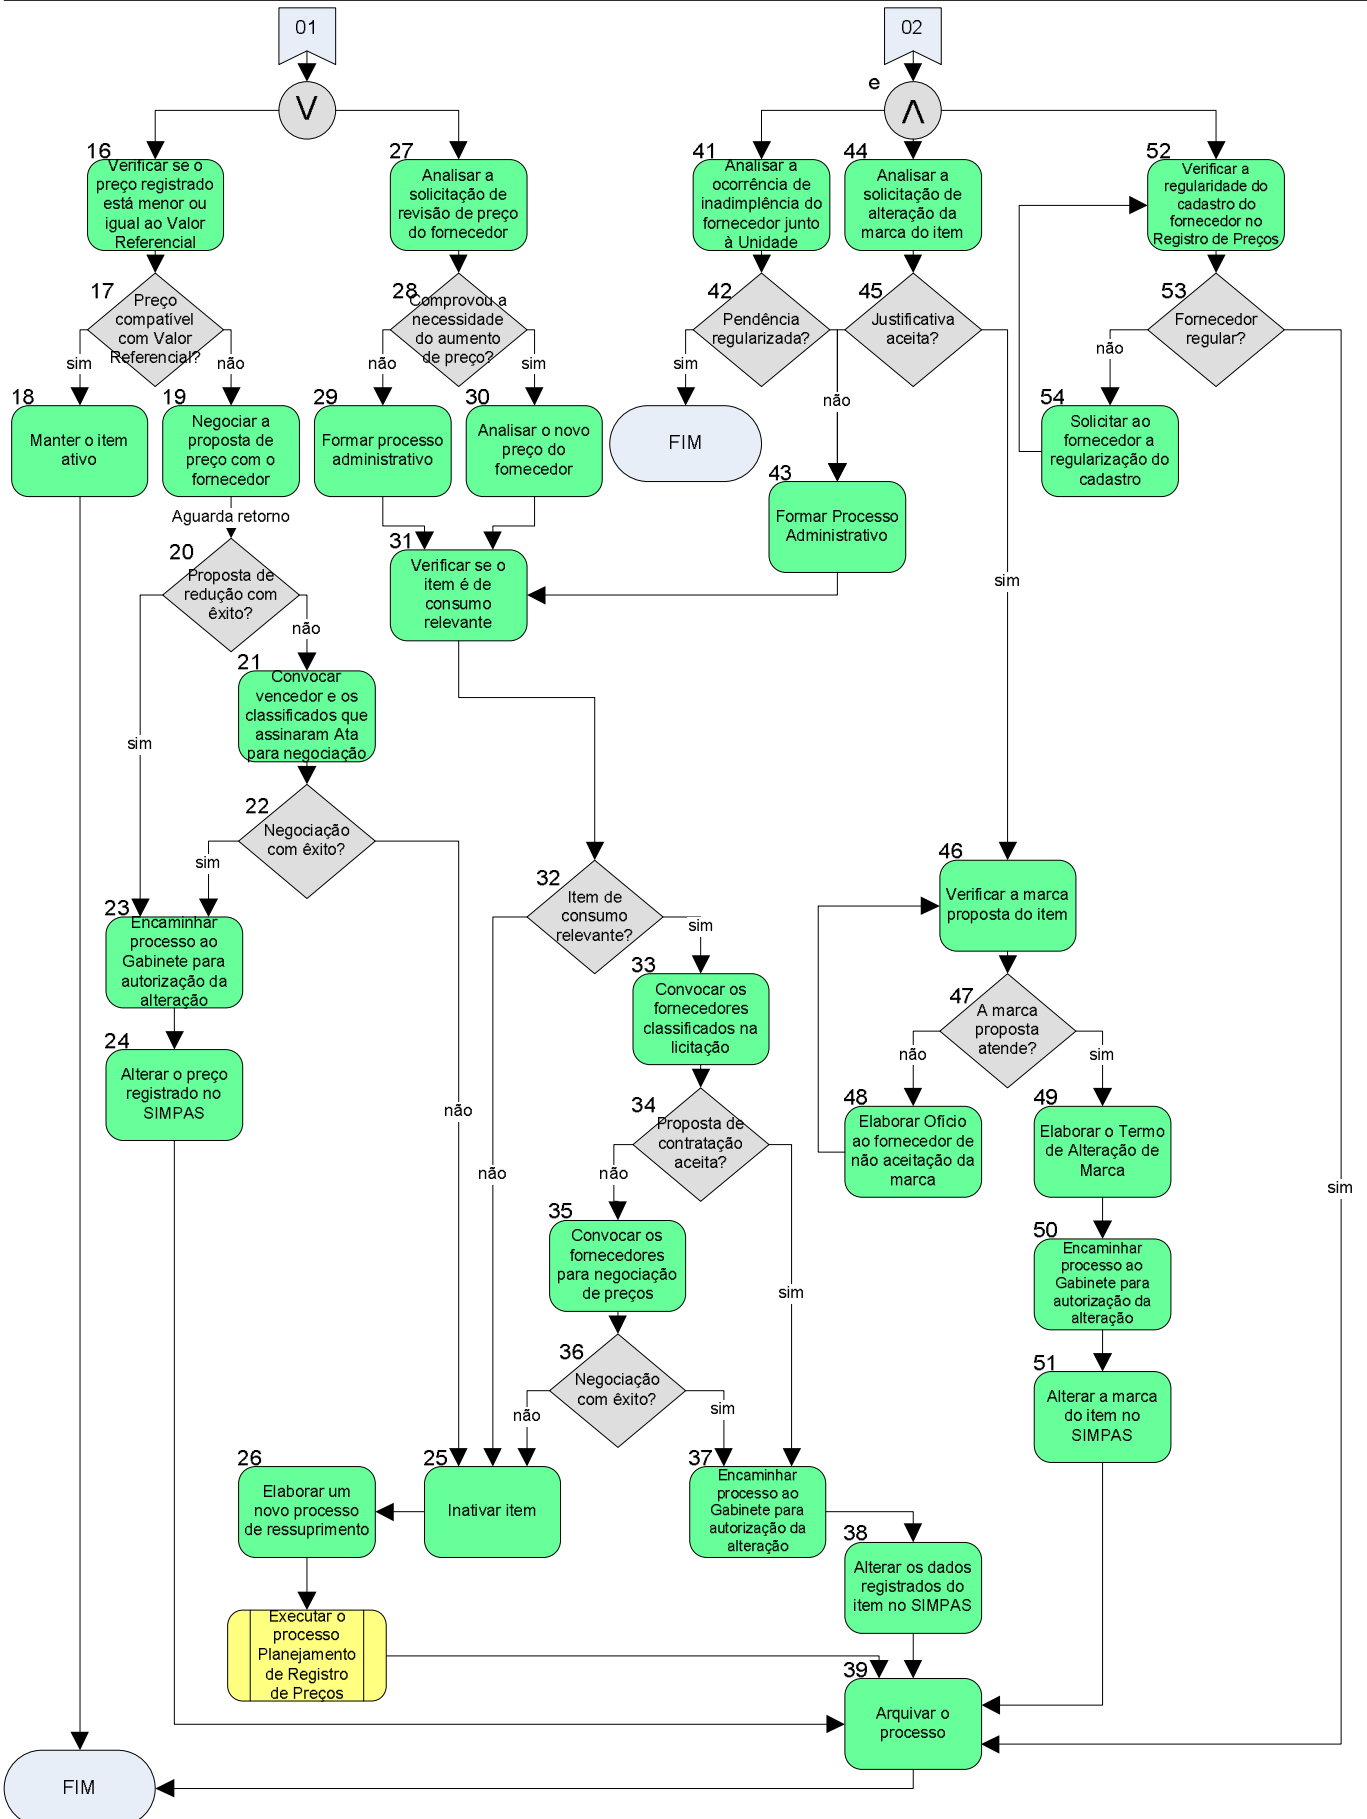 01
02
V
e
Λ
16
Verificar se o
preço registrado
está menor ou
igual ao Valor
Referencial
27
Analisar a
solicitação de
revisão de preço
do fornecedor
41
Analisar a
ocorrência de
inadimplência do
fornecedor junto
à Unidade
44
Analisar a
solicitação de
alteração da
marca do item
52
Verificar a
regularidade do
cadastro do
fornecedor no
Registro de Preços
17
Preço
compatível
com Valor
Referencial?
sim
não
28
Comprovou a
necessidade
do aumento
de preço?
não
sim
42
Pendência
regularizada?
sim
não
45
Justificativa
aceita?
53
Fornecedor
regular?
não
18
Manter o item
ativo
19
Negociar a
proposta de
preço com o
fornecedor
29
Formar processo
administrativo
30
Analisar o novo
preço do
fornecedor
FIM
54
Solicitar ao
fornecedor a
regularização do
cadastro
43
Formar Processo
Administrativo
Aguarda retorno
20
Proposta de
redução com
êxito?
não
sim
31
Verificar se o
item é de
consumo
relevante
sim
21
Convocar
vencedor e os
classificados que
assinaram Ata
para negociação
22
Negociação
com êxito?
sim
não
32
Item de
consumo
relevante?
sim
não
46
Verificar a marca
proposta do item
23
Encaminhar
processo ao
Gabinete para
autorização da
alteração
33
Convocar os
fornecedores
classificados na
licitação
47
A marca
proposta
atende?
não
sim
24
Alterar o preço
registrado no
SIMPAS
34
Proposta de
contratação
aceita?
não
sim
48
Elaborar Ofício
ao fornecedor de
não aceitação da
marca
49
Elaborar o Termo
de Alteração de
Marca
sim
35
Convocar os
fornecedores
para negociação
de preços
50
Encaminhar
processo ao
Gabinete para
autorização da
alteração
36
Negociação
com êxito?
não
sim
51
Alterar a marca
do item no
SIMPAS
26
Elaborar um
novo processo
de ressuprimento
25
Inativar item
37
Encaminhar
processo ao
Gabinete para
autorização da
alteração
38
Alterar os dados
registrados do
item no SIMPAS
Executar o
processo
Planejamento
de Registro
de Preços
39
Arquivar o
processo
FIM